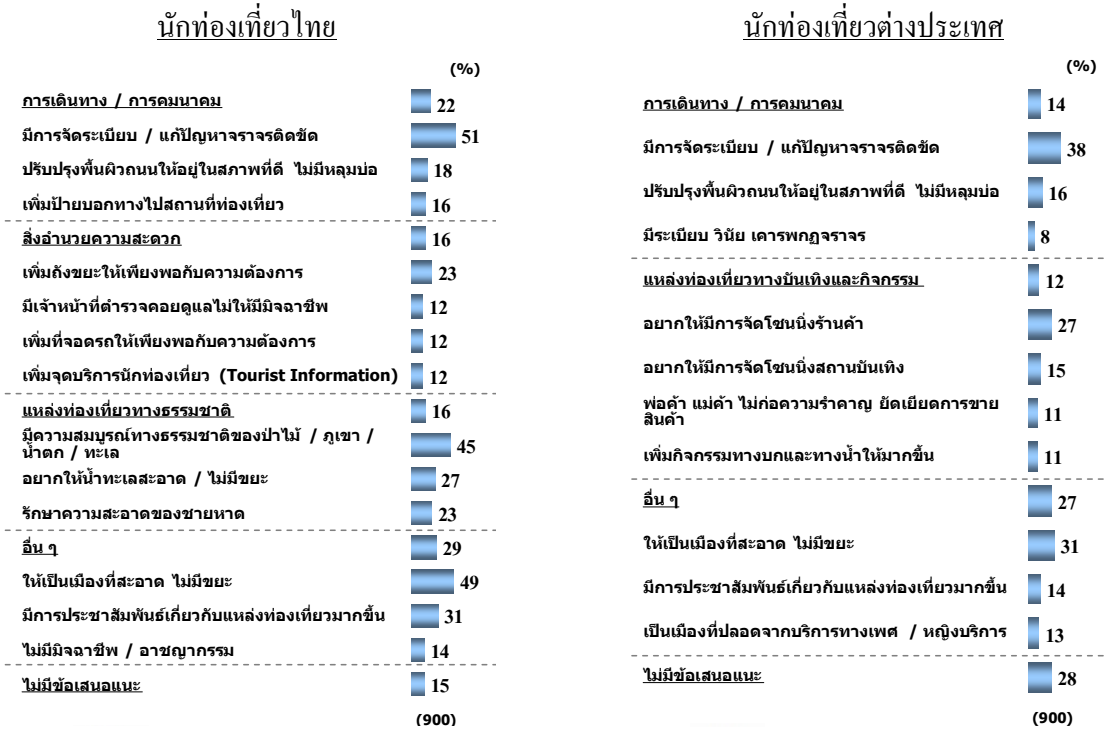 นักท่องเที่ยวไทย
(%)
การเดินทาง / การคมนาคม 22
มีการจัดระเบียบ / แก้ปัญหาจราจรติดขัด 51
ปรับปรุงพื้นผิวถนนให้อยู่ในสภาพที่ดี ไม่มีหลุมบ่อ 18
เพิ่มป้ายบอกทางไปสถานที่ท่องเที่ยว 16
สิ่งอำนวยความสะดวก 16
เพิ่มถังขยะให้เพียงพอกับความต้องการ 23
มีเจ้าหน้าที่ตำรวจคอยดูแลไม่ให้มีมิจฉาชีพ 12
เพิ่มที่จอดรถให้เพียงพอกับความต้องการ 12
เพิ่มจุดบริการนักท่องเที่ยว (Tourist Information) 12
แหล่งท่องเที่ยวทางธรรมชาติ 16
มีความสมบูรณ์ทางธรรมชาติของป่าไม้ / ภูเขา /
น้ำตก / ทะเล 45
อยากให้น้ำทะเลสะอาด / ไม่มีขยะ 27
รักษาความสะอาดของชายหาด 23
อื่น ๆ 29
ให้เป็นเมืองที่สะอาด ไม่มีขยะ 49
มีการประชาสัมพันธ์เกี่ยวกับแหล่งท่องเที่ยวมากขึ้น 31
ไม่มีมิจฉาชีพ / อาชญากรรม 14
ไม่มีข้อเสนอแนะ 15
(900)
นักท่องเที่ยวต่างประเทศ
(%)
การเดินทาง / การคมนาคม 14
มีการจัดระเบียบ / แก้ปัญหาจราจรติดขัด 38
ปรับปรุงพื้นผิวถนนให้อยู่ในสภาพที่ดี ไม่มีหลุมบ่อ 16
มีระเบียบ วินัย เคารพกฏจราจร 8
แหล่งท่องเที่ยวทางบันเทิงและกิจกรรม 12
อยากให้มีการจัดโซนนิ่งร้านค้า 27
อยากให้มีการจัดโซนนิ่งสถานบันเทิง 15
พ่อค้า แม่ค้า ไม่ก่อความรำคาญ ยัดเยียดการขาย
สินค้า 11
เพิ่มกิจกรรมทางบกและทางน้ำให้มากขึ้น 11
อื่น ๆ 27
ให้เป็นเมืองที่สะอาด ไม่มีขยะ 31
มีการประชาสัมพันธ์เกี่ยวกับแหล่งท่องเที่ยวมากขึ้น 14
เป็นเมืองที่ปลอดจากบริการทางเพศ / หญิงบริการ 13
ไม่มีข้อเสนอแนะ 28
(900)